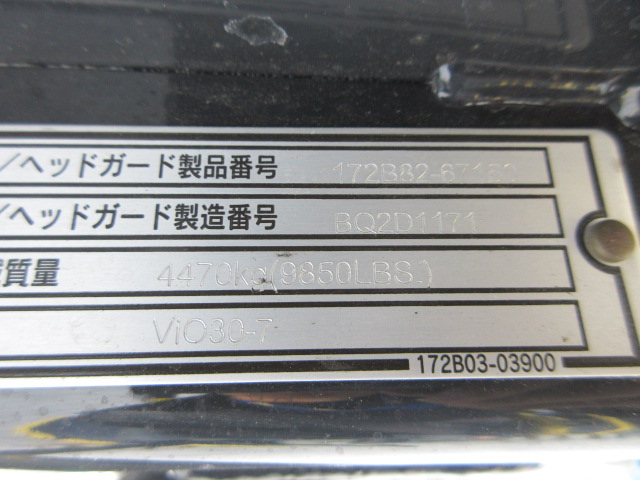 /ヘッドガード製品番号
/ヘッドガード製造番号 BQ2D1171
質量 4470kg(9850LBS.)
ViO30-7
172B03-03900